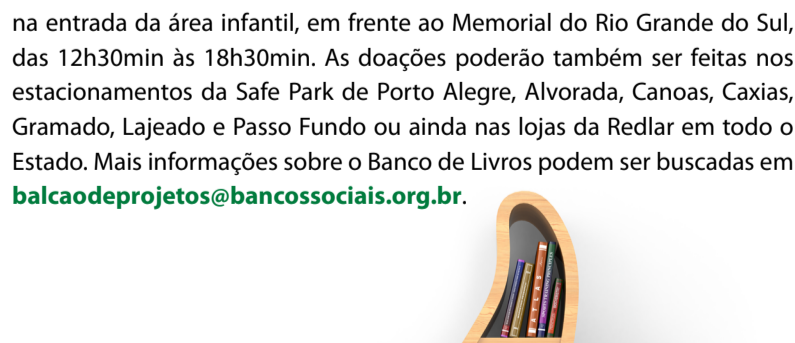 na entrada da área infantil, em frente ao Memorial do Rio Grande do Sul,
das 12h30min às 18h30min. As doações poderão também ser feitas nos
estacionamentos da Safe Park de Porto Alegre, Alvorada, Canoas, Caxias,
Gramado, Lajeado e Passo Fundo ou ainda nas lojas da Redlar em todo o
Estado. Mais informações sobre o Banco de Livros podem ser buscadas em
balcaodeprojetos@bancossociais.org.br.
ATLAS